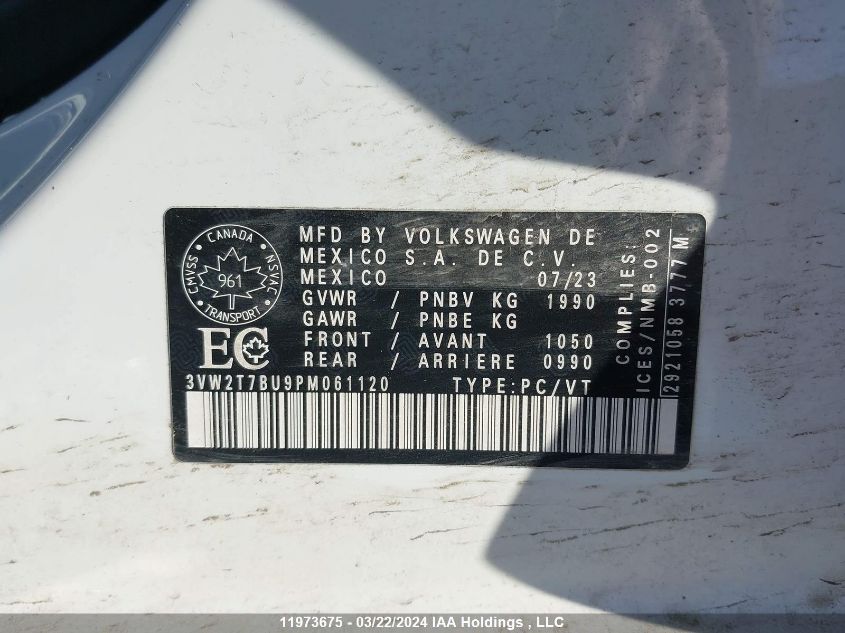 CANADA
CMVSS
NSVAC
961
TRANSPORT
EC
MFD BY VOLKSWAGEN DE
MEXICO S.A. DE C.V.
MEXICO 07/23
GVWR / PNBV KG 1990
GAWR / PNBE KG
FRONT / AVANT 1050
REAR / ARRIERE 0990
3VW2T7BU9PM061120 TYPE:PC/VT
COMPLIES:
ICES/NMB-002
2921058 3777 M
11973675 - 03/22/2024 IAA Holdings , LLC